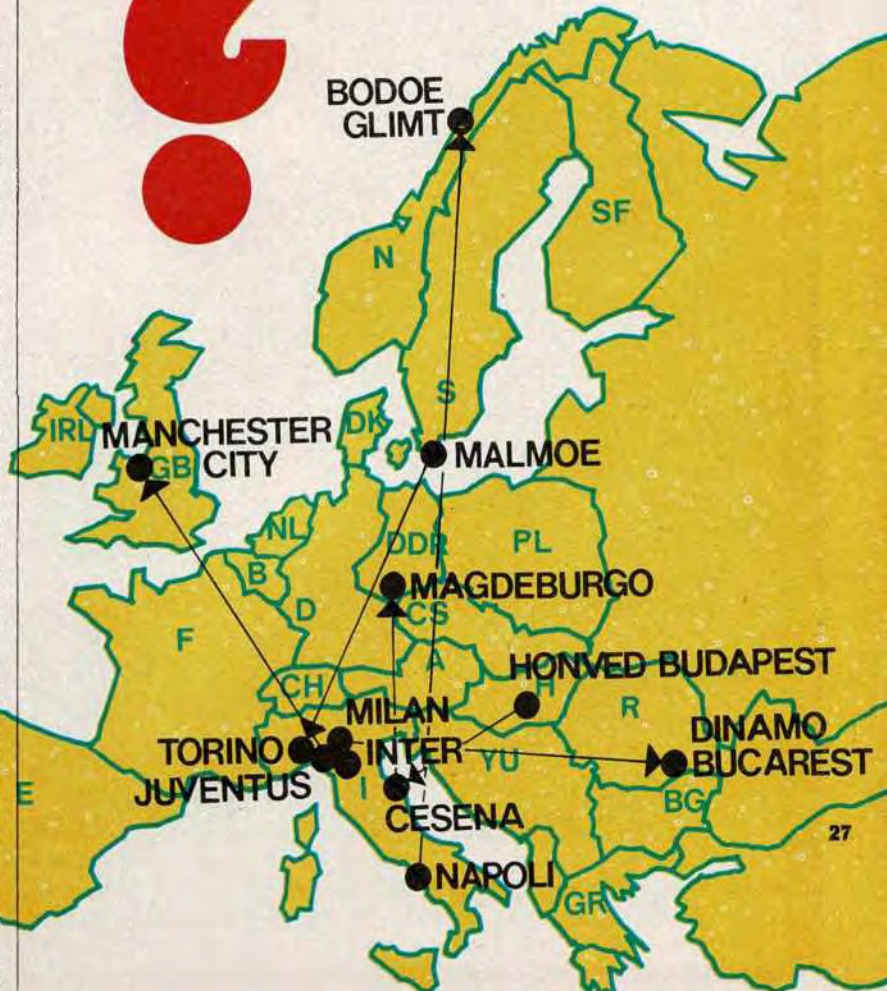 ?
BODOE
GLIMT
SF
N
S
IRL
MANCHESTER
CITY
GB
DK
MALMOE
NL
DDR
PL
B
MAGDEBURGO
D
CS
F
A
HONVED BUDAPEST
CH
H
R
MILAN
DINAMO
BUCAREST
TORINO
INTER
YU
JUVENTUS
I
E
BG
CESENA
27
NAPOLI
GR